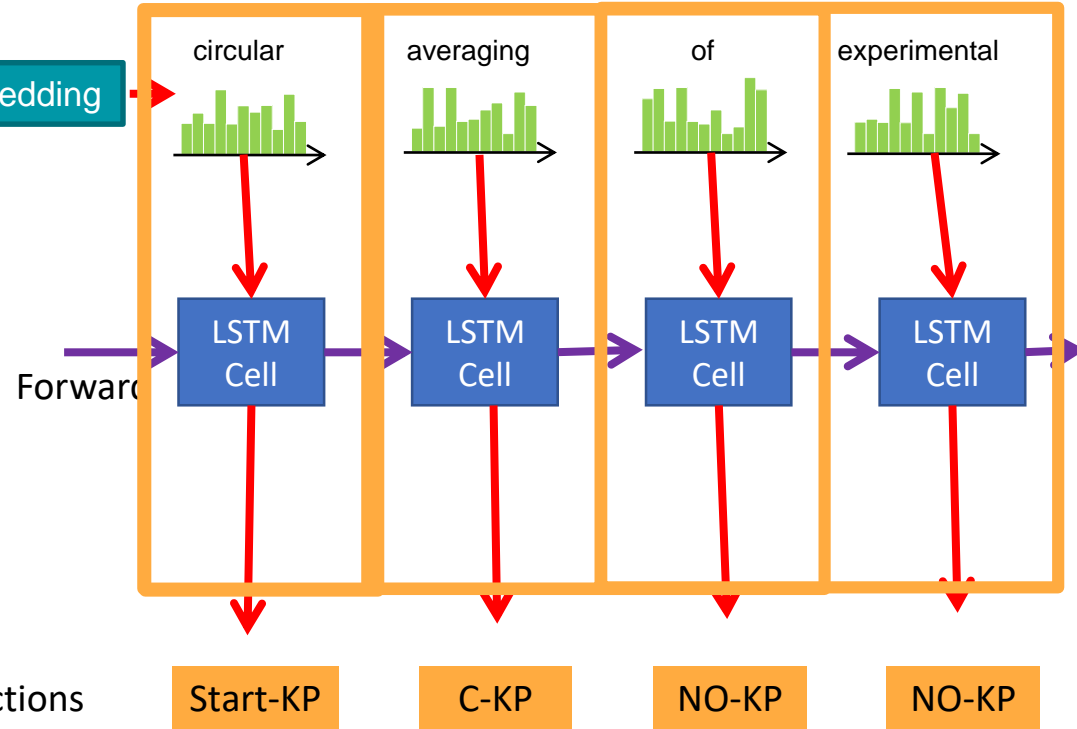 circular averaging of experimental
edding
LSTM LSTM LSTM LSTM
Cell Cell Cell Cell
Forward
ctions Start-KP C-KP NO-KP NO-KP